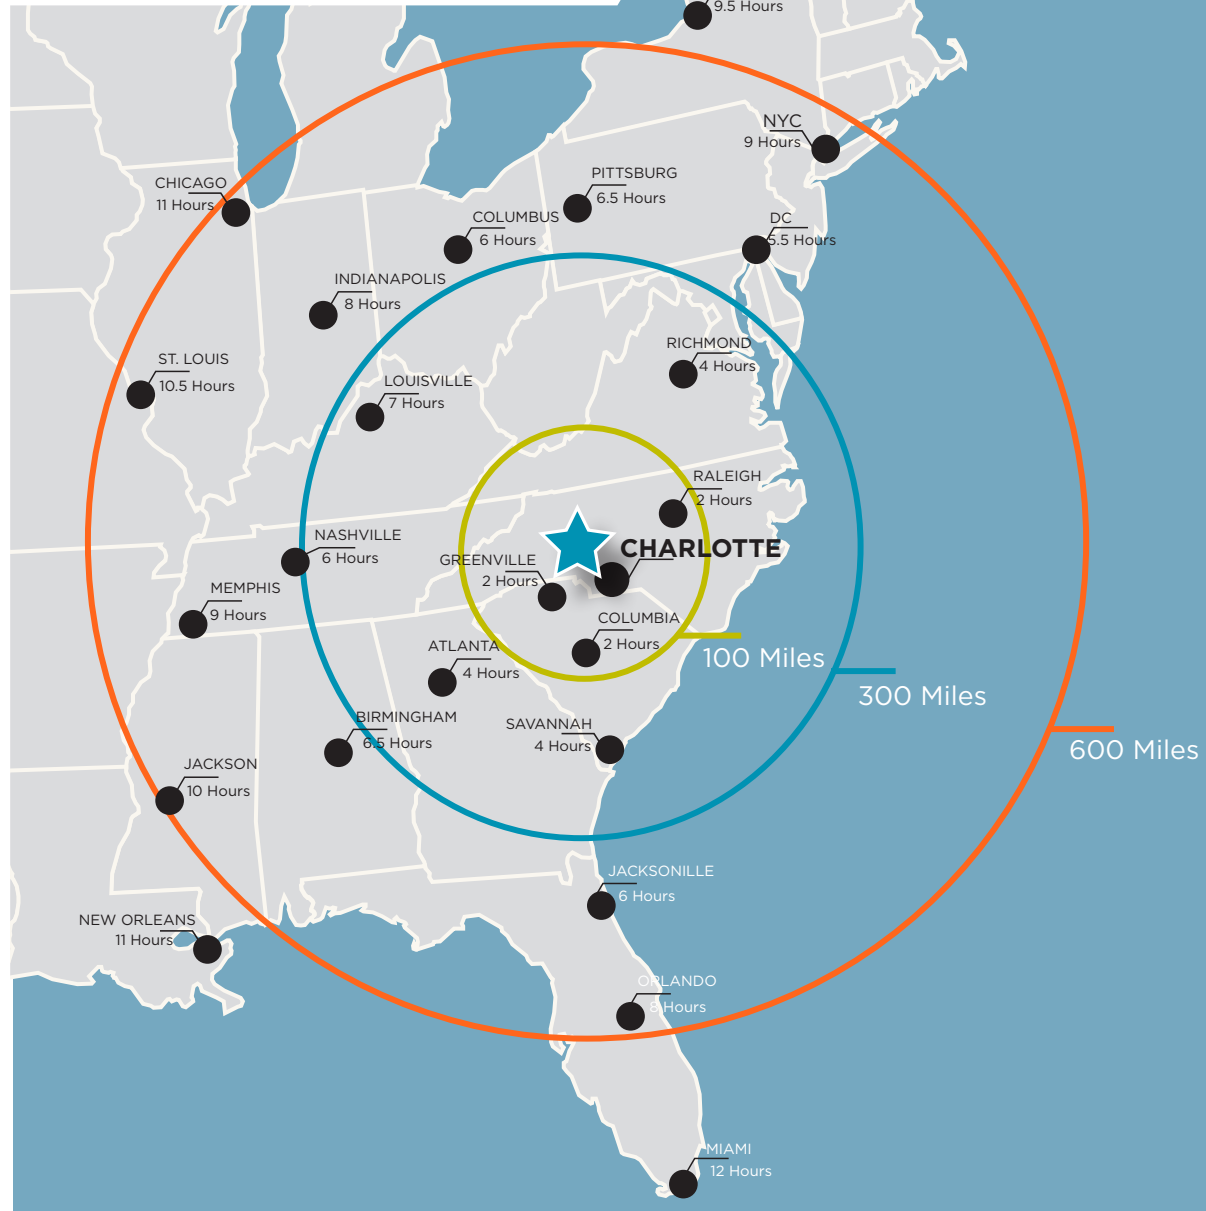 9.5 Hours
NYC
9 Hours
PITTSBURG
6.5 Hours
CHICAGO
11 Hours
COLUMBUS
6 Hours
DC
5.5 Hours
INDIANAPOLIS
8 Hours
RICHMOND
4 Hours
ST. LOUIS
10.5 Hours
LOUISVILLE
7 Hours
RALEIGH
2 Hours
NASHVILLE
6 Hours
CHARLOTTE
GREENVILLE
2 Hours
MEMPHIS
9 Hours
COLUMBIA
2 Hours
ATLANTA
4 Hours
100 Miles
300 Miles
BIRMINGHAM
6.5 Hours
SAVANNAH
4 Hours
600 Miles
JACKSON
10 Hours
JACKSONILLE
6 Hours
NEW ORLEANS
11 Hours
ORLANDO
8 Hours
MIAMI
12 Hours